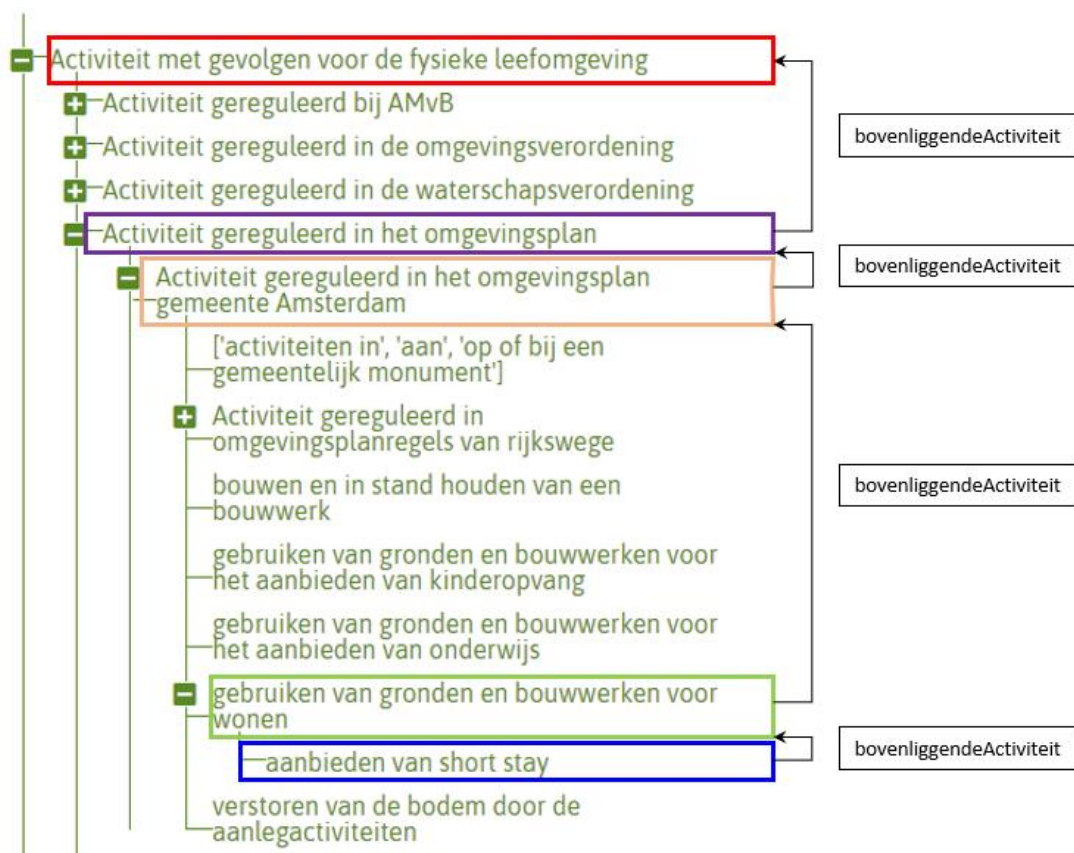 Activiteit met gevolgen voor de fysieke leefomgeving
Activiteit gereguleerd bij AMvB
bovenliggendeActiviteit
Activiteit gereguleerd in de omgevingsverordening
Activiteit gereguleerd in de waterschapsverordening
Activiteit gereguleerd in het omgevingsplan
bovenliggendeActiviteit
Activiteit gereguleerd in het omgevingsplan
gemeente Amsterdam
['activiteiten in', 'aan', 'op of bij een
gemeentelijk monument']
Activiteit gereguleerd in
omgevingsplanregels van rijkswege
bovenliggendeActiviteit
bouwen en in stand houden van een
bouwwerk
gebruiken van gronden en bouwwerken voor
het aanbieden van kinderopvang
gebruiken van gronden en bouwwerken voor
het aanbieden van onderwijs
gebruiken van gronden en bouwwerken voor
wonen
bovenliggendeActiviteit
aanbieden van short stay
verstoren van de bodem door de
aanlegactiviteiten